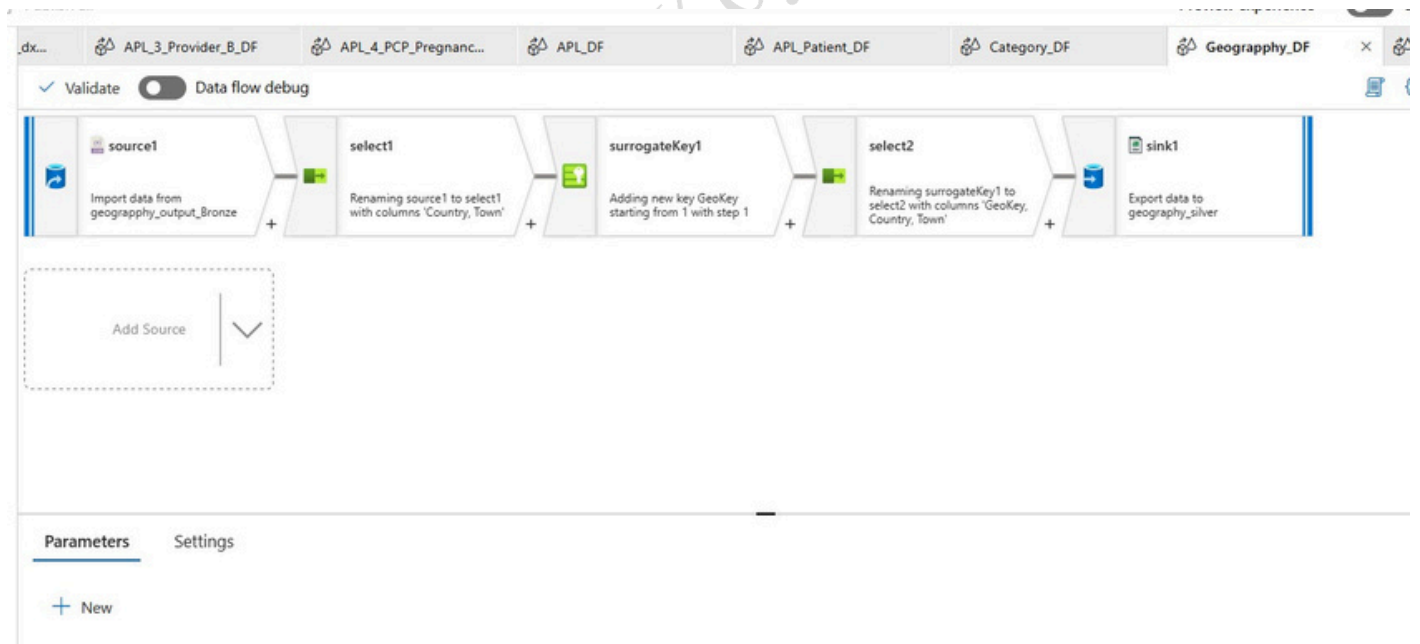 _dx...
APL_3_Provider_B_DF
APL_4_PCP_Pregnanc...
APL_DF
APL_Patient_DF
Category_DF
Geograpphy_DF
Validate
Data flow debug
source1
Import data from
geograpphy_output_Bronze
+
select1
Renaming source1 to select1
with columns 'Country, Town'
+
surrogateKey1
Adding new key GeoKey
starting from 1 with step 1
+
select2
Renaming surrogateKey1 to
select2 with columns 'GeoKey,
Country, Town'
+
sink1
Export data to
geography_silver
Add Source
Parameters
Settings
+ New